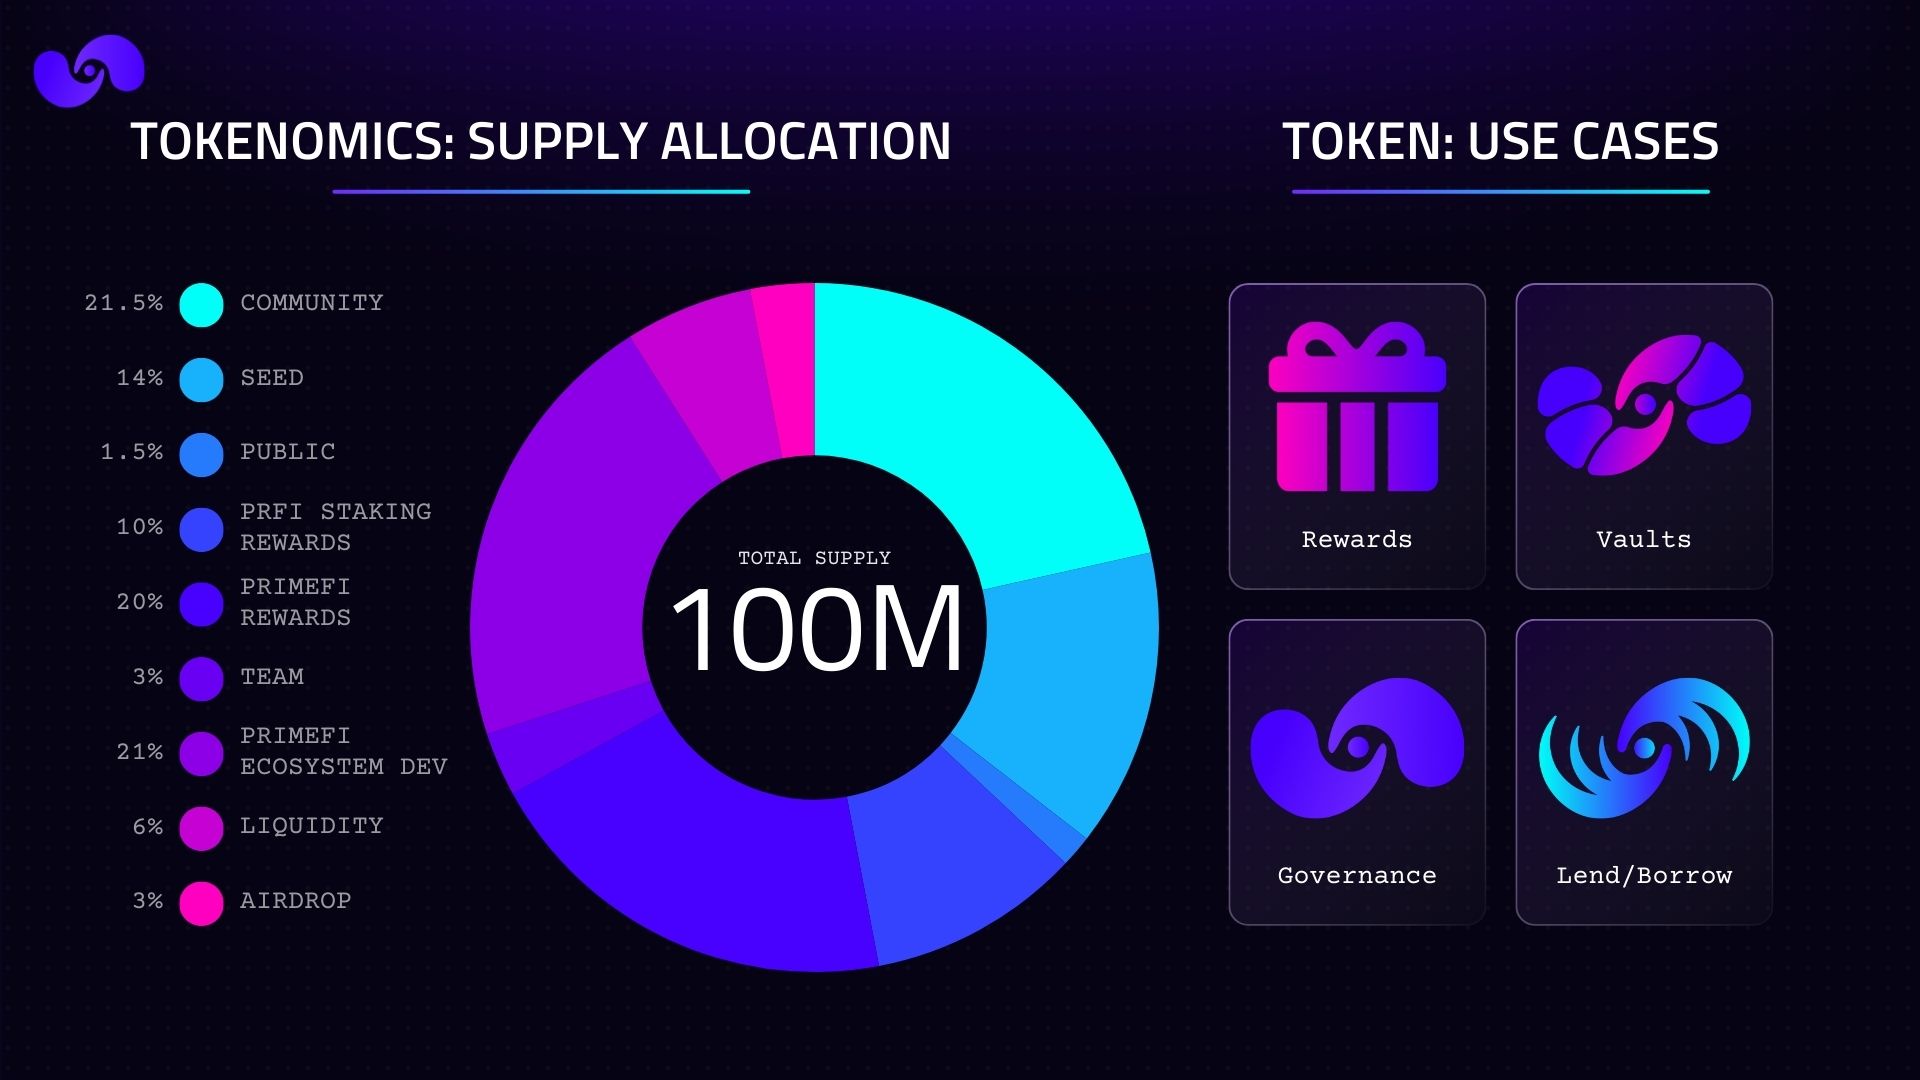 TOKENOMICS: SUPPLY ALLOCATION
21.5% COMMUNITY
14% SEED
1.5% PUBLIC
10% PRFI STAKING
REWARDS
20% PRIMEFI
REWARDS
3% TEAM
21% PRIMEFI
ECOSYSTEM DEV
6% LIQUIDITY
3% AIRDROP
TOTAL SUPPLY
100M
TOKEN: USE CASES
Rewards
Vaults
Governance
Lend/Borrow